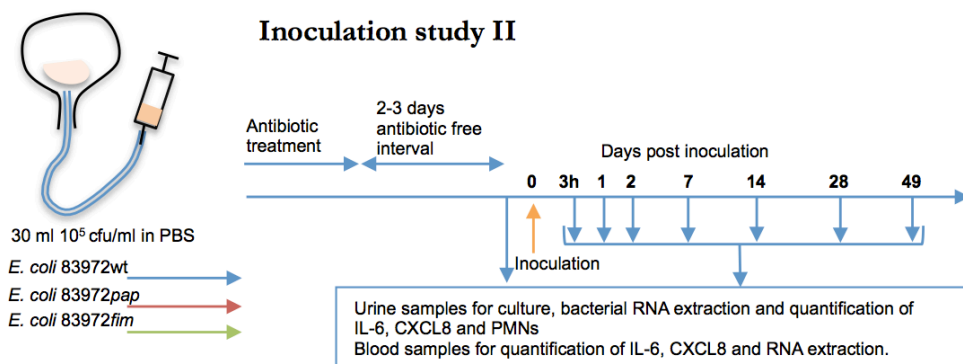 Inoculation study II
Antibiotic
treatment
2-3 days
antibiotic free
interval
Days post inoculation
0 3h 1 2 7 14 28 49
Inoculation
30 ml 10⁵ cfu/ml in PBS
E. coli 83972wt
E. coli 83972pap
E. coli 83972fim
Urine samples for culture, bacterial RNA extraction and quantification of
IL-6, CXCL8 and PMNs
Blood samples for quantification of IL-6, CXCL8 and RNA extraction.